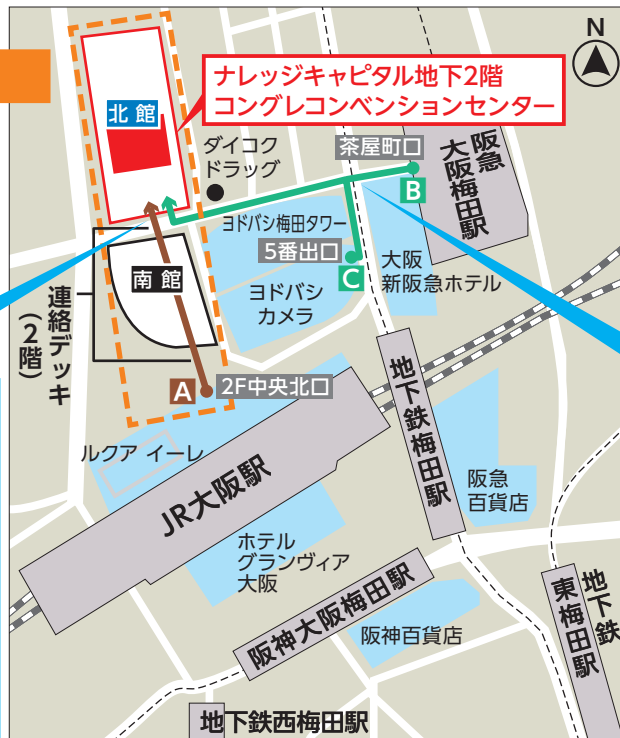 N
ナレッジキャピタル地下2階
コングレコンベンションセンター
北館
ダイコク
ドラッグ
茶屋町口
阪急
大阪梅田駅
B
ヨドバシ梅田タワー
5番出口
C
大阪
新阪急ホテル
南館
ヨドバシ
カメラ
連絡デッキ
(2階)
A
2F中央北口
地下鉄梅田駅
ルクア イーレ
JR大阪駅
阪急
百貨店
ホテル
グランヴィア
大阪
阪神大阪梅田駅
阪神百貨店
地下鉄
東梅田駅
地下鉄西梅田駅